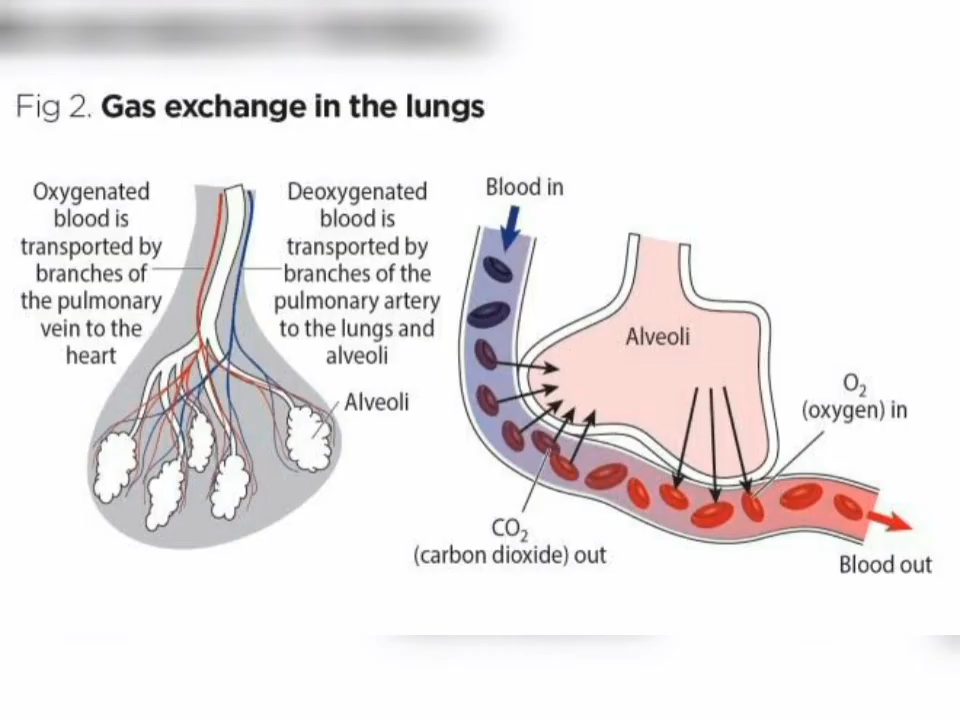 Fig 2. Gas exchange in the lungs
Oxygenated
blood is
transported by
branches of
the pulmonary
vein to the
heart
Deoxygenated
blood is
transported by
branches of the
pulmonary artery
to the lungs and
alveoli
Alveoli
Blood in
Alveoli
O₂
(oxygen) in
CO₂
(carbon dioxide) out
Blood out